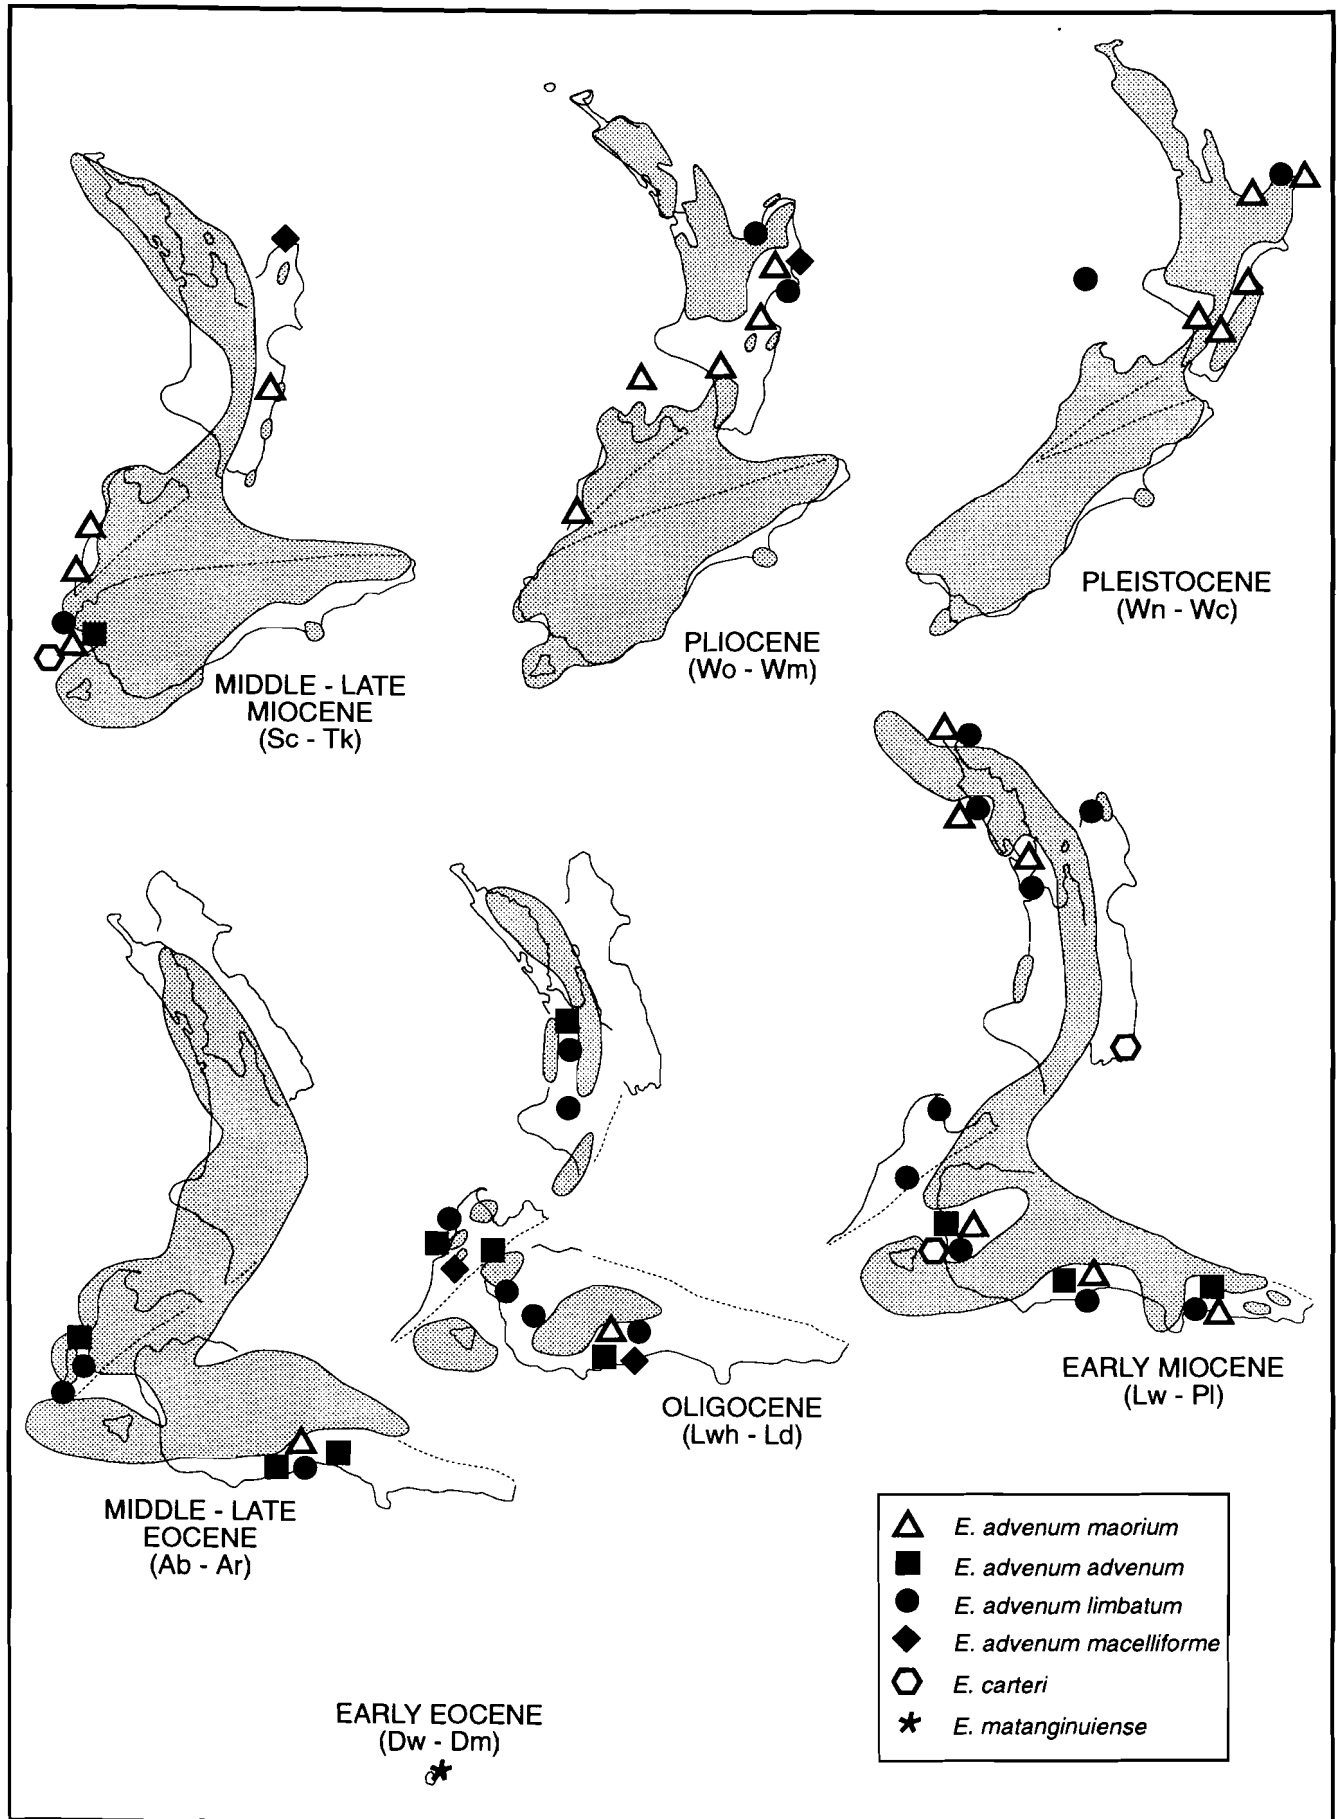 MIDDLE - LATE
MIOCENE
(Sc - Tk)
PLIOCENE
(Wo - Wm)
PLEISTOCENE
(Wn - Wc)
MIDDLE - LATE
EOCENE
(Ab - Ar)
OLIGOCENE
(Lwh - Ld)
EARLY MIOCENE
(Lw - Pl)
EARLY EOCENE
(Dw - Dm)
E. advenum maorium
E. advenum advenum
E. advenum limbatum
E. advenum macelliforme
E. carteri
E. matanginuiense